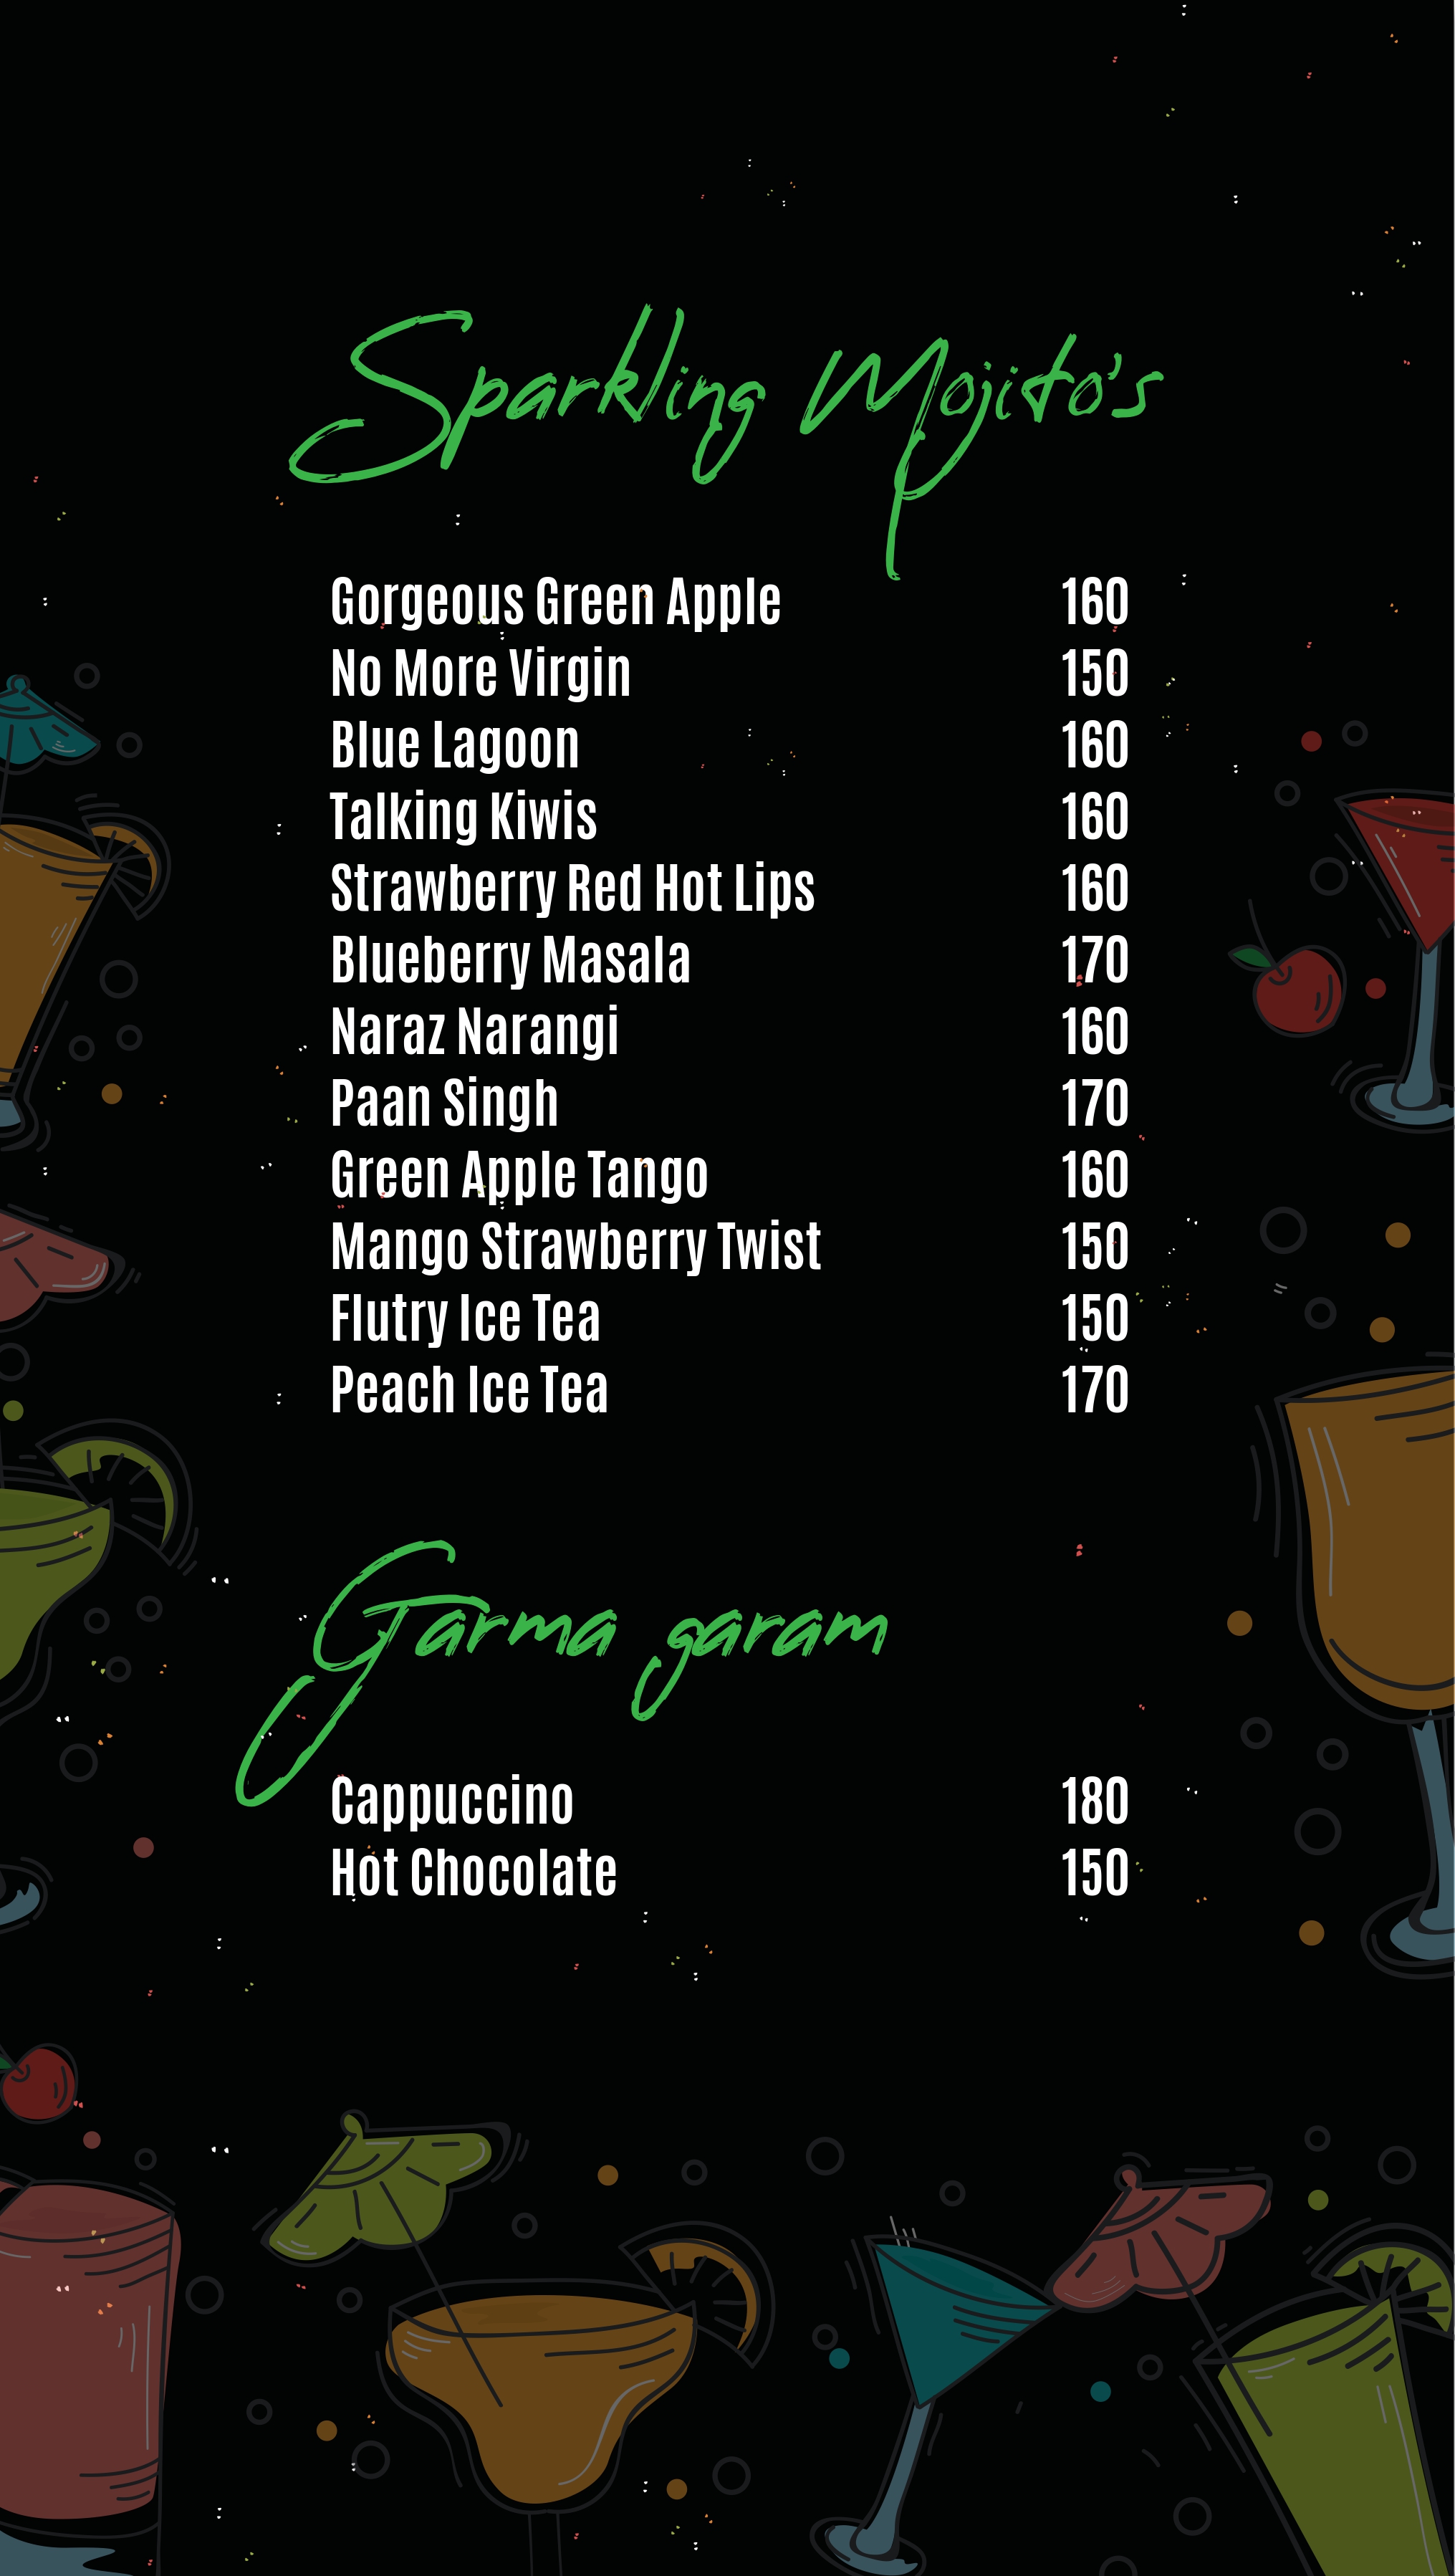 Sparkling Mojito's
Gorgeous Green Apple 160
No More Virgin 150
Blue Lagoon 160
Talking Kiwis 160
Strawberry Red Hot Lips 160
Blueberry Masala 170
Naraz Narangi 160
Paan Singh 170
Green Apple Tango 160
Mango Strawberry Twist 150
Flutry Ice Tea 150
Peach Ice Tea 170
Garma garam
Cappuccino 180
Hot Chocolate 150